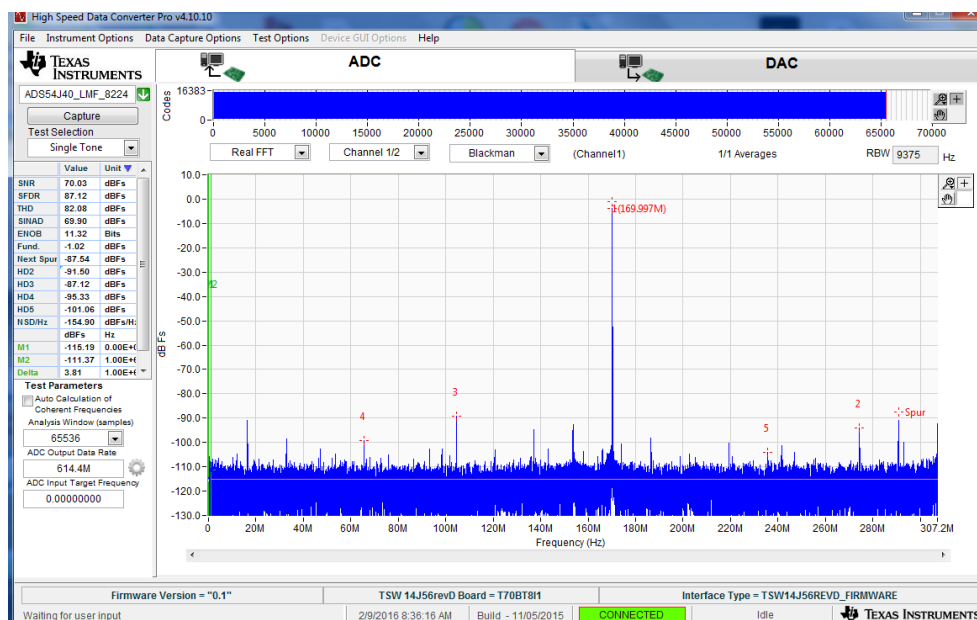 High Speed Data Converter Pro v4.10.10
File Instrument Options Data Capture Options Test Options Device GUI Options Help
TEXAS INSTRUMENTS
ADC
DAC
ADS54J40_LMF_8224
Capture
Test Selection
Single Tone
Codes
16383
0
0 5000 10000 15000 20000 25000 30000 35000 40000 45000 50000 55000 60000 65000 70000
Real FFT Channel 1/2 Blackman (Channel1) 1/1 Averages RBW 9375 Hz
Value Unit
SNR 70.03 dBFs
SFDR 87.12 dBFs
THD 82.08 dBFs
SINAD 69.90 dBFs
ENOB 11.32 Bits
Fund. -1.02 dBFs
Next Spur -87.54 dBFs
HD2 -91.50 dBFs
HD3 -87.12 dBFs
HD4 -95.33 dBFs
HD5 -101.06 dBFs
NSD/Hz -154.90 dBFs/H
dBFs Hz
M1 -115.19 0.00E+0
M2 -111.37 1.00E+6
Delta 3.81 1.00E+6
Test Parameters
Auto Calculation of
Coherent Frequencies
Analysis Window (samples)
65536
ADC Output Data Rate
614.4M
ADC Input Target Frequency
0.00000000
dB Fs
10.0
0.0
-10.0
-20.0
-30.0
-40.0
-50.0
-60.0
-70.0
-80.0
-90.0
-100.0
-110.0
-120.0
-130.0
1(169.997M)
4
3
5
2
Spur
0 20M 40M 60M 80M 100M 120M 140M 160M 180M 200M 220M 240M 260M 280M 307.2M
Frequency (Hz)
Firmware Version = "0.1" TSW 14J56revD Board = T70BT8I1 Interface Type = TSW14J56REVD_FIRMWARE
Waiting for user input 2/9/2016 8:36:16 AM Build - 11/05/2015 CONNECTED Idle TEXAS INSTRUMENTS